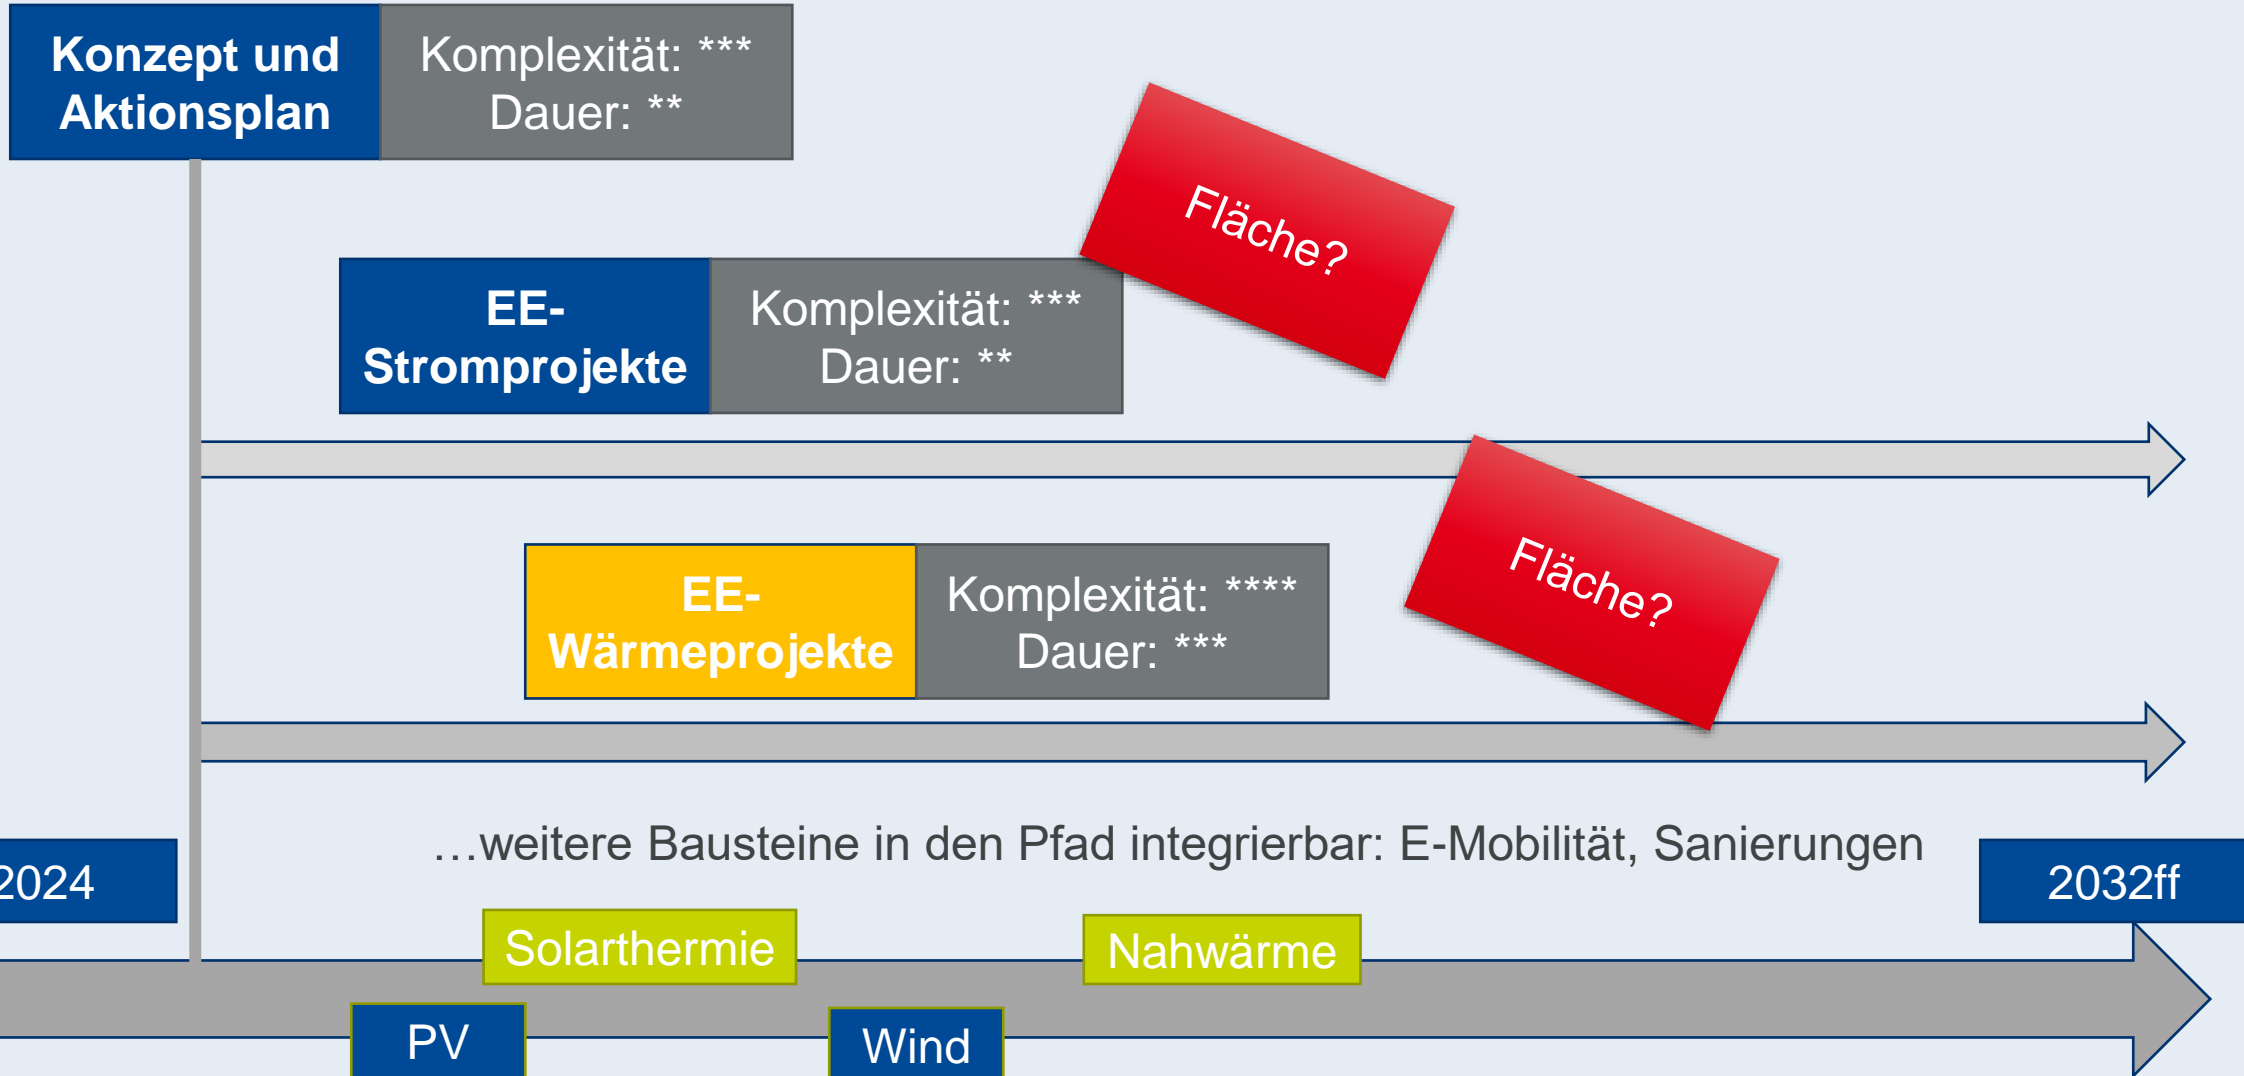 Konzept und
Aktionsplan
Komplexität: ***
Dauer: **
Fläche?
EE-
Stromprojekte
Komplexität: ***
Dauer: **
Fläche?
EE-
Wärmeprojekte
Komplexität: ****
Dauer: ***
…weitere Bausteine in den Pfad integrierbar: E-Mobilität, Sanierungen
2024
2032ff
Solarthermie
Nahwärme
PV
Wind